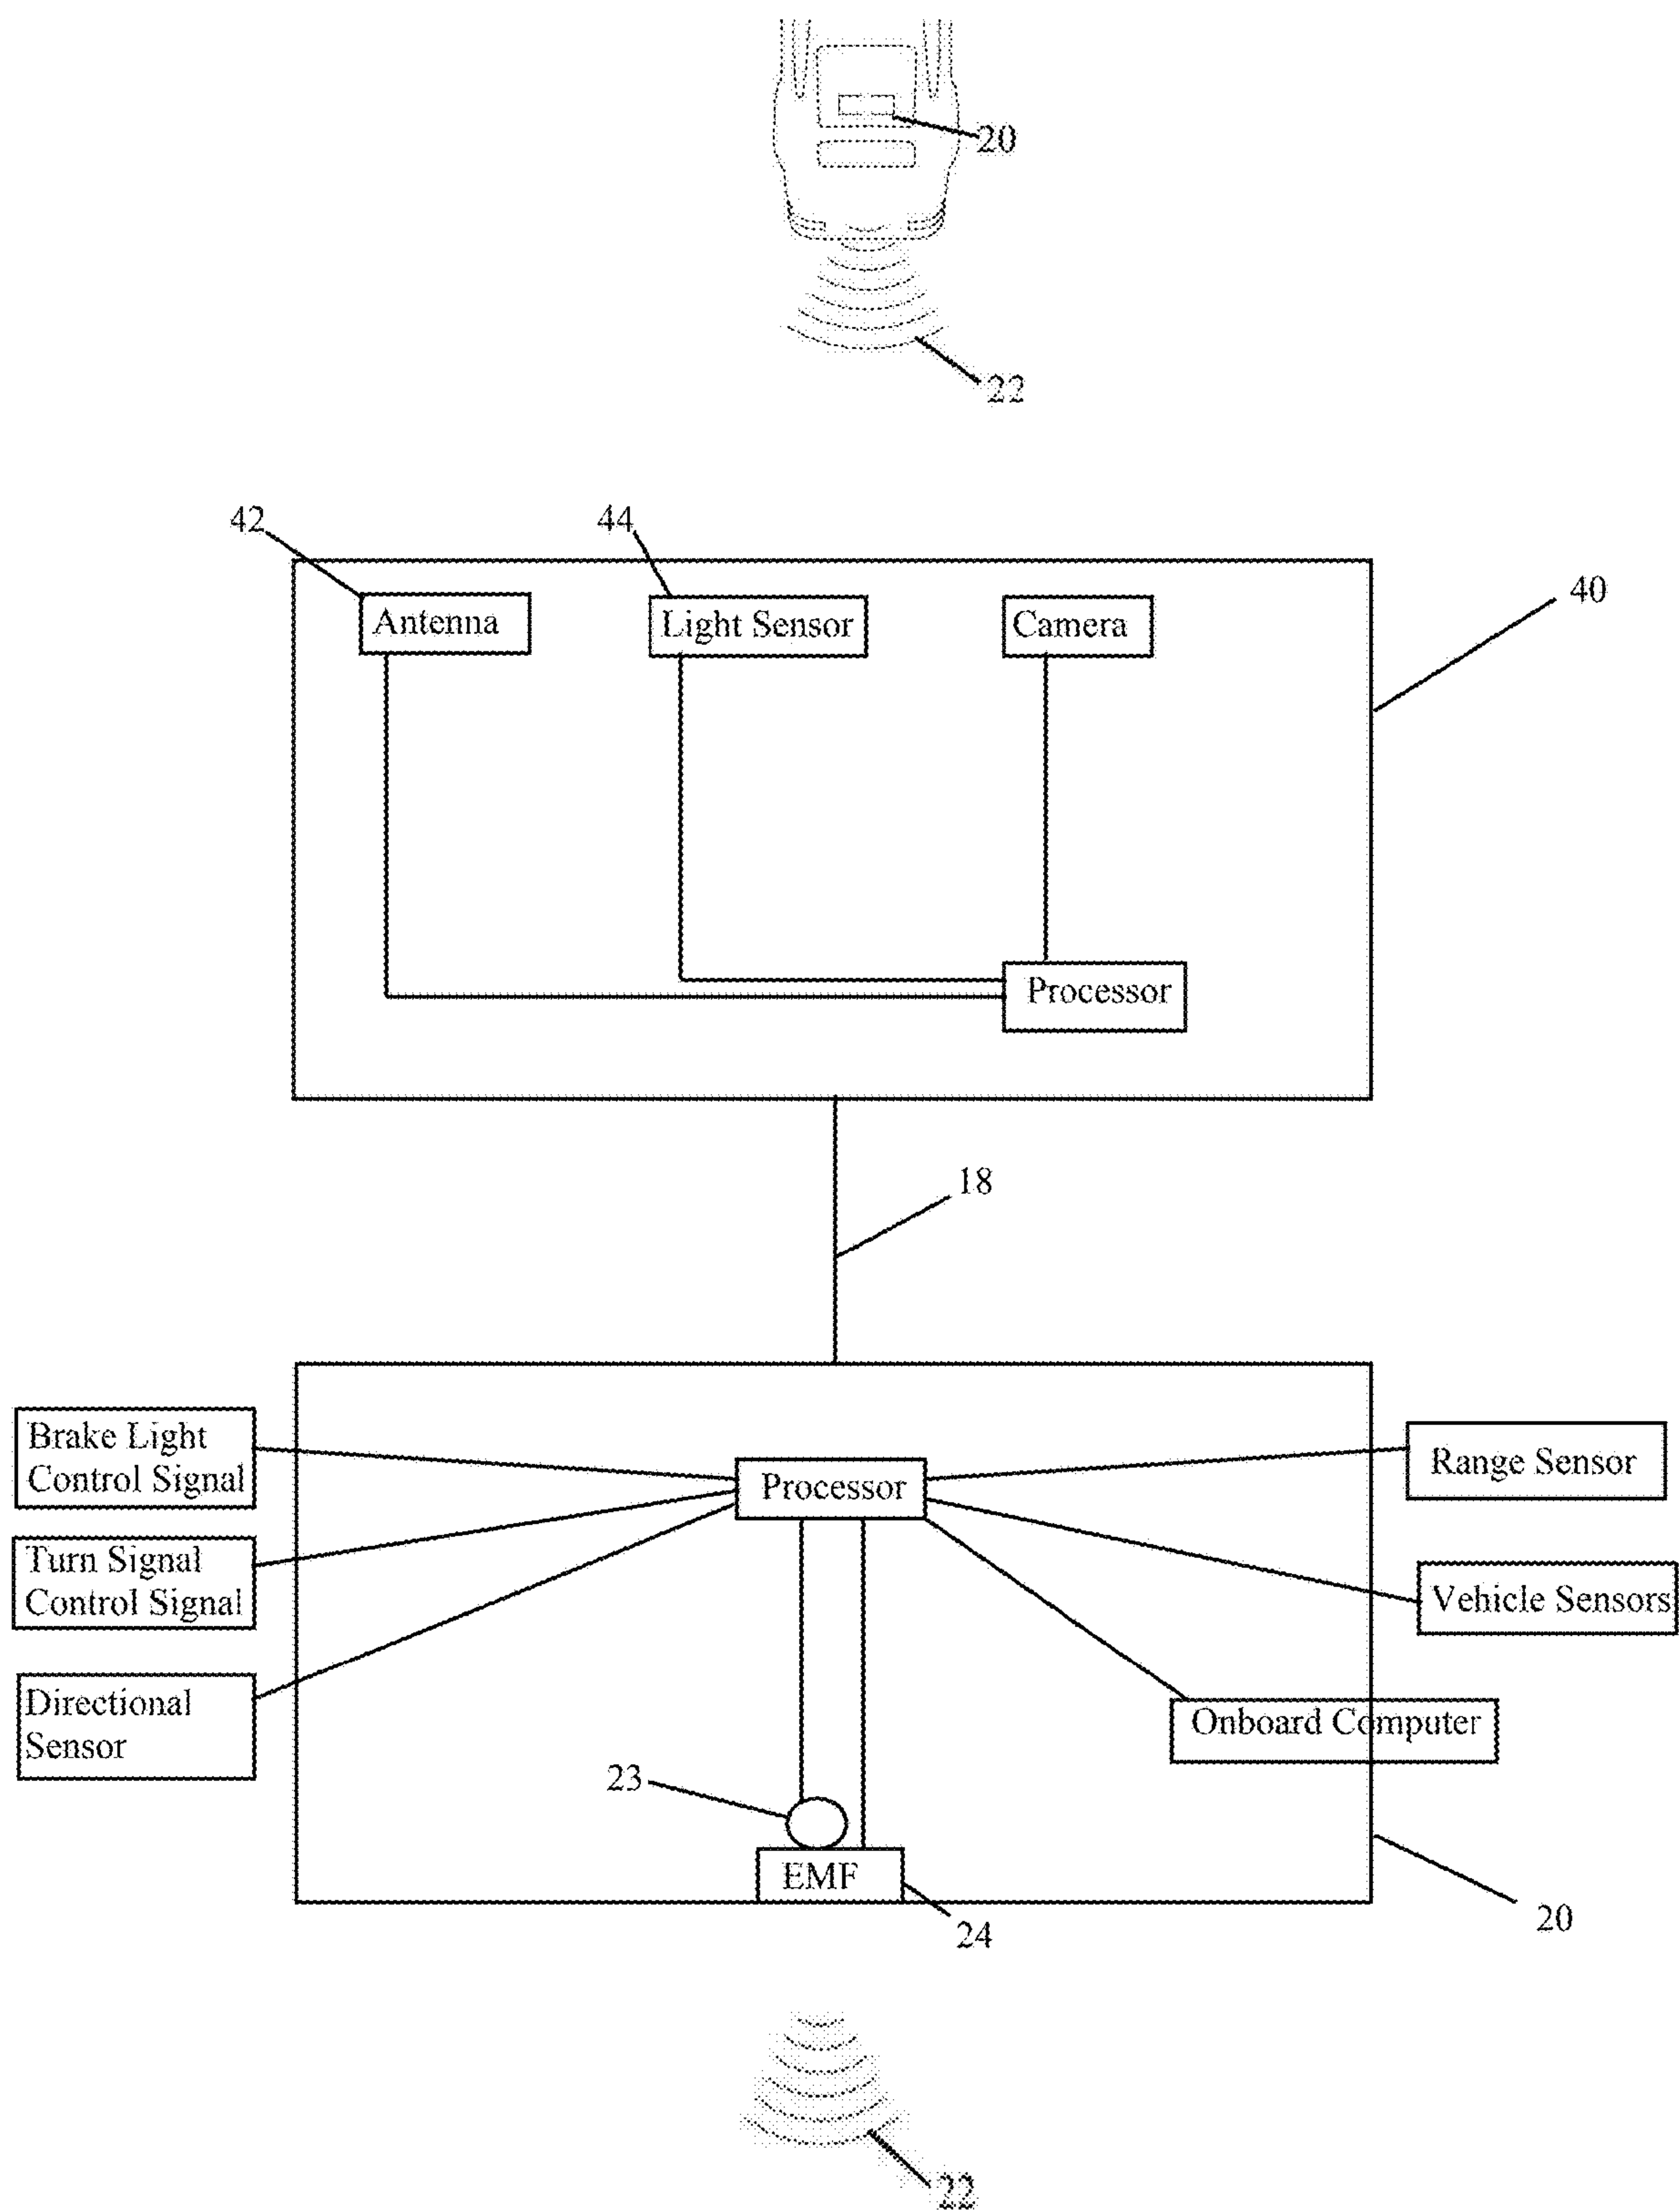 20
22
42
44
40
Antenna
Light Sensor
Camera
Processor
18
Brake Light
Control Signal
Processor
Range Sensor
Turn Signal
Control Signal
Vehicle Sensors
Directional
Sensor
Onboard Computer
23
EMF
24
20
22